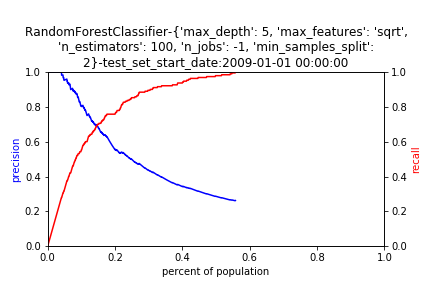 RandomForestClassifier-{'max_depth': 5, 'max_features': 'sqrt',
'n_estimators': 100, 'n_jobs': -1, 'min_samples_split':
2}-test_set_start_date:2009-01-01 00:00:00
1.0
0.8
0.6
0.4
0.2
0.0
precision
1.0
0.8
0.6
0.4
0.2
0.0
recall
0.0 0.2 0.4 0.6 0.8 1.0
percent of population